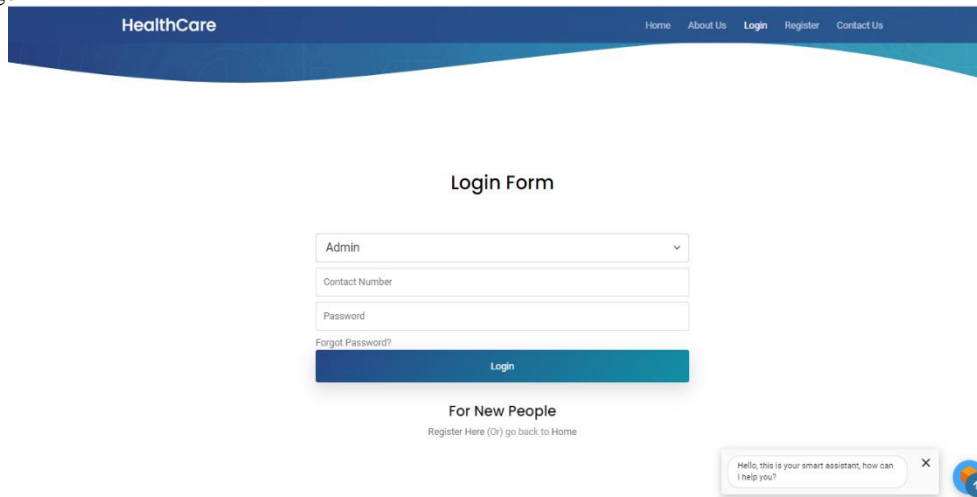 HealthCare
Home About Us Login Register Contact Us
Login Form
Admin
Contact Number
Password
Forgot Password?
Login
For New People
Register Here (Or) go back to Home
Hello, this is your smart assistant, how can
I help you?